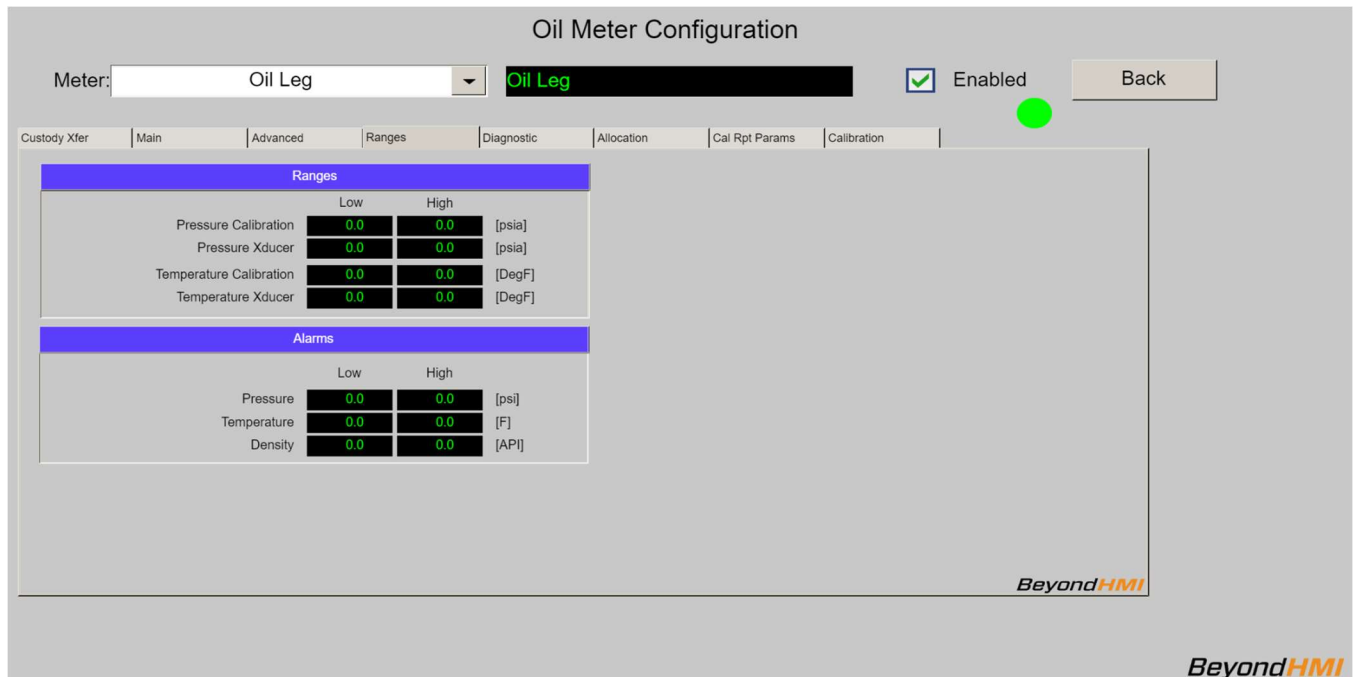 Oil Meter Configuration
Meter: Oil Leg Oil Leg Enabled Back
Custody Xfer Main Advanced Ranges Diagnostic Allocation Cal Rpt Params Calibration
Ranges
Low High
Pressure Calibration 0.0 0.0 [psia]
Pressure Xducer 0.0 0.0 [psia]
Temperature Calibration 0.0 0.0 [DegF]
Temperature Xducer 0.0 0.0 [DegF]
Alarms
Low High
Pressure 0.0 0.0 [psi]
Temperature 0.0 0.0 [F]
Density 0.0 0.0 [API]
BeyondHMI
BeyondHMI